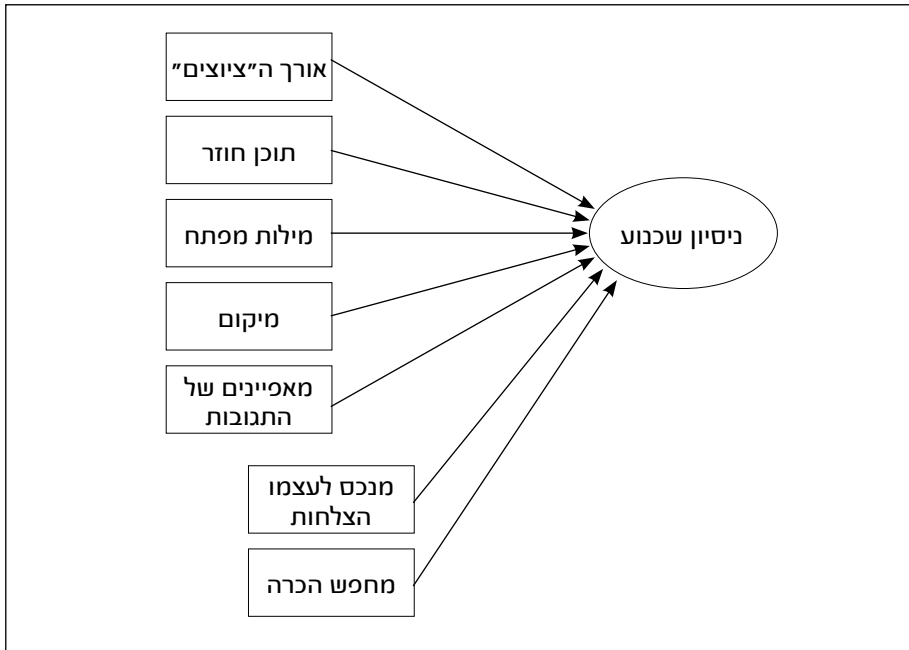 אורך ה"ציוצים"
תוכן חוזר
מילות מפתח
ניסיון שכנוע
מיקום
מאפיינים של
התגובות
מנכס לעצמו
הצלחות
מחפש הכרה